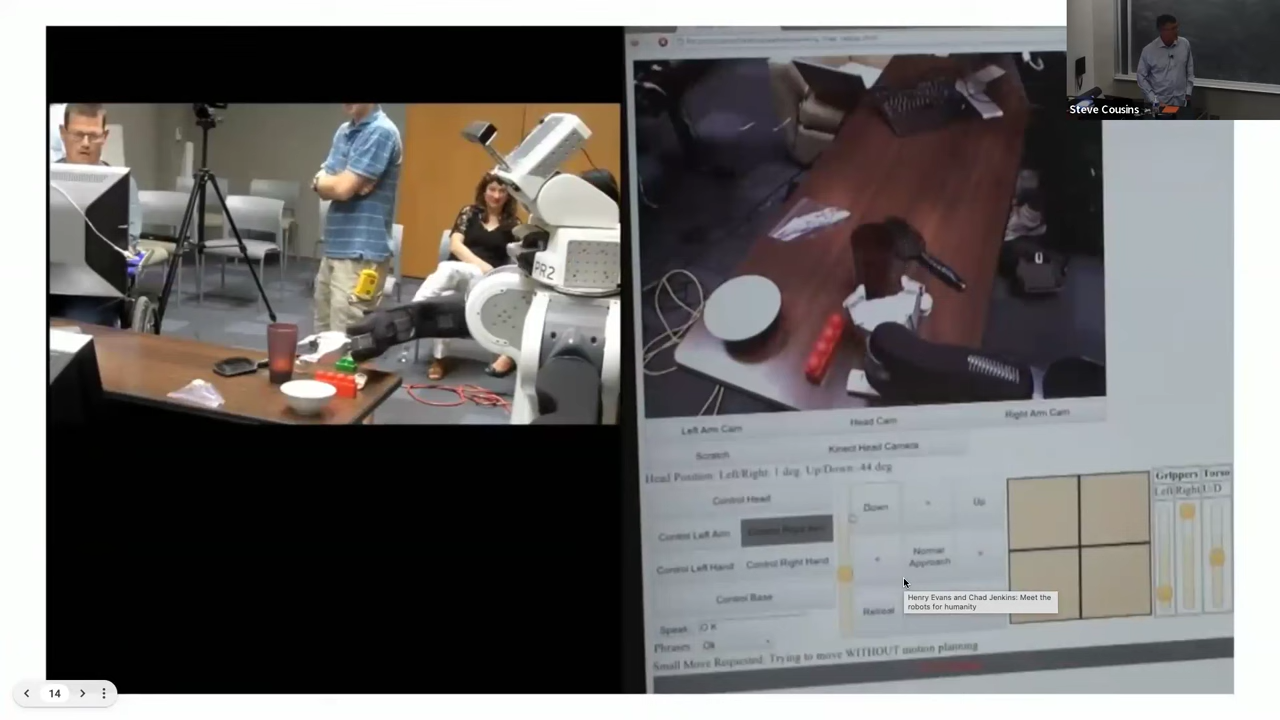 Steve Cousins
PR2
Left Arm Cam
Head Cam
Right Arm Cam
Scratch
Kinect Head Camera
Head Position: Left/Right: 1 deg. Up/Down: 44 deg
Control Head
Control Left Arm
Control Left Hand
Control Right Hand
Control Base
Down
Up
Normal
Approach
Retreat
Grippers
Torso
Left
Right
U/D
Henry Evans and Chad Jenkins: Meet the
robots for humanity
Speak:
O K
Phrases:
Ok
Small Move Requested: Trying to move WITHOUT motion planning
14